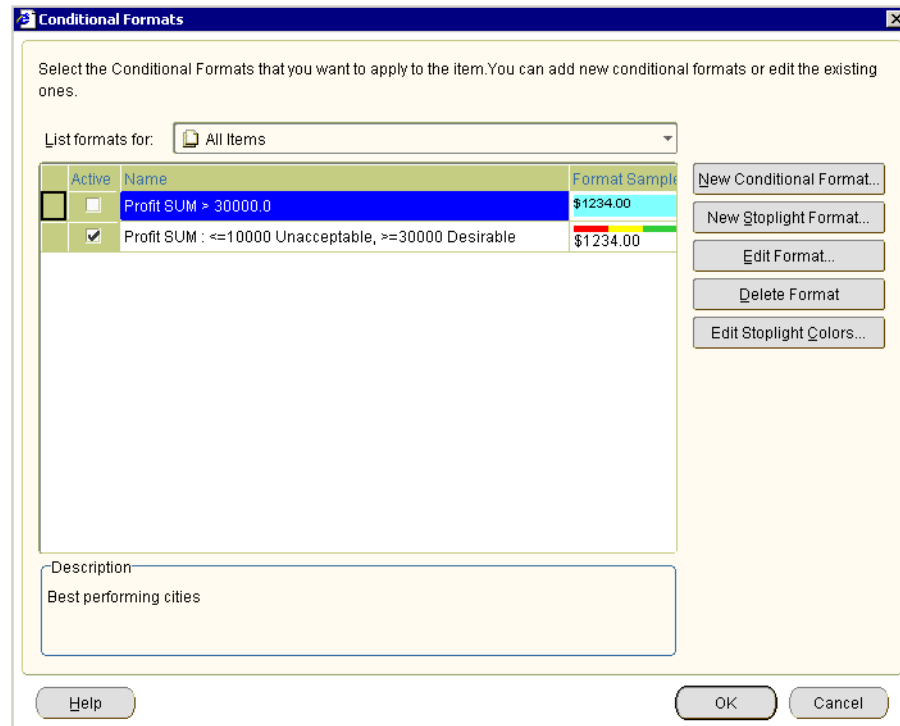 Conditional Formats
Select the Conditional Formats that you want to apply to the item.You can add new conditional formats or edit the existing
ones.
List formats for: All Items
Active Name Format Sample
Profit SUM > 30000.0 $1234.00
Profit SUM : <=10000 Unacceptable, >=30000 Desirable $1234.00
New Conditional Format...
New Stoplight Format...
Edit Format...
Delete Format
Edit Stoplight Colors...
Description
Best performing cities
Help OK Cancel